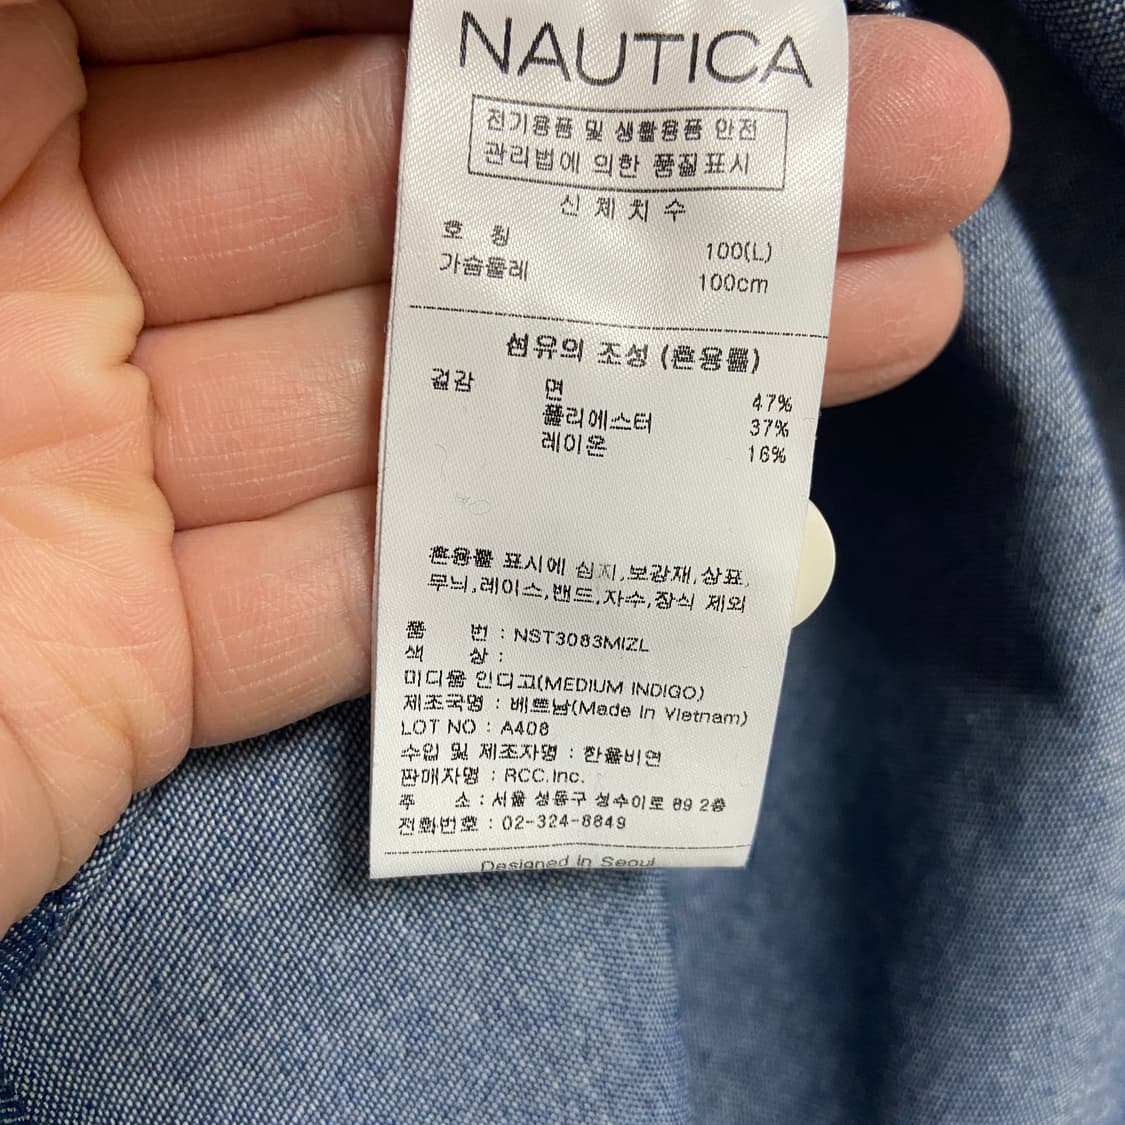 NAUTICA
전기용품 및 생활용품 안전
관리법에 의한 품질표시
신체치수
호 칭 100(L)
가슴둘레 100cm
섬유의 조성 (혼용률)
겉감 면 47%
폴리에스터 37%
레이온 16%
혼용률 표시에 심지,보강재,상표,
무늬,레이스,밴드,자수,장식 제외
품 번 : NST3083MIZL
색 상 :
미디움 인디고(MEDIUM INDIGO)
제조국명 : 베트남(Made In Vietnam)
LOT NO : A408
수입 및 제조자명 : 한율비연
판매자명 : RCC.Inc.
주 소 : 서울 성동구 성수이로 89 2층
전화번호 : 02-324-8849
Designed In Seoul